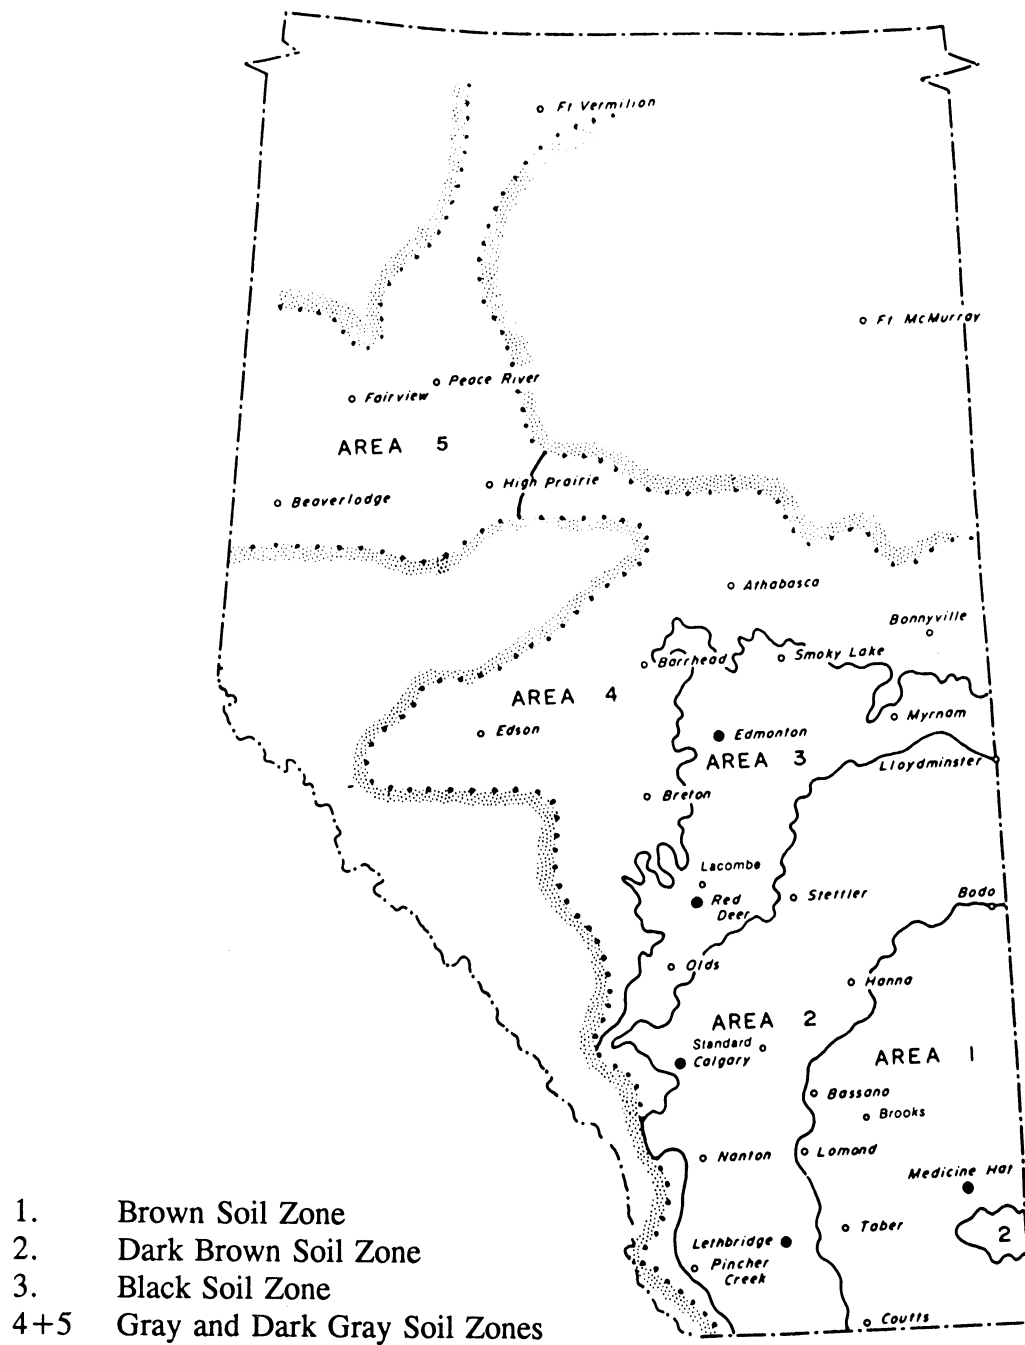 Ft Vermilion
Ft McMurray
Peace River
Fairview
AREA 5
High Prairie
Beaverlodge
Athabasca
Bonnyville
Barrhead
Smoky Lake
AREA 4
Myrnam
Edson
Edmonton
AREA 3
Lloydminster
Breton
Lacombe
Red
Deer
Stettler
Bodo
Olds
Hanna
AREA 2
Standard
Calgary
AREA 1
Bassano
Brooks
Nanton
Lomond
Medicine Hat
Taber
2
Lethbridge
Pincher
Creek
Coutts
1. Brown Soil Zone
2. Dark Brown Soil Zone
3. Black Soil Zone
4+5 Gray and Dark Gray Soil Zones